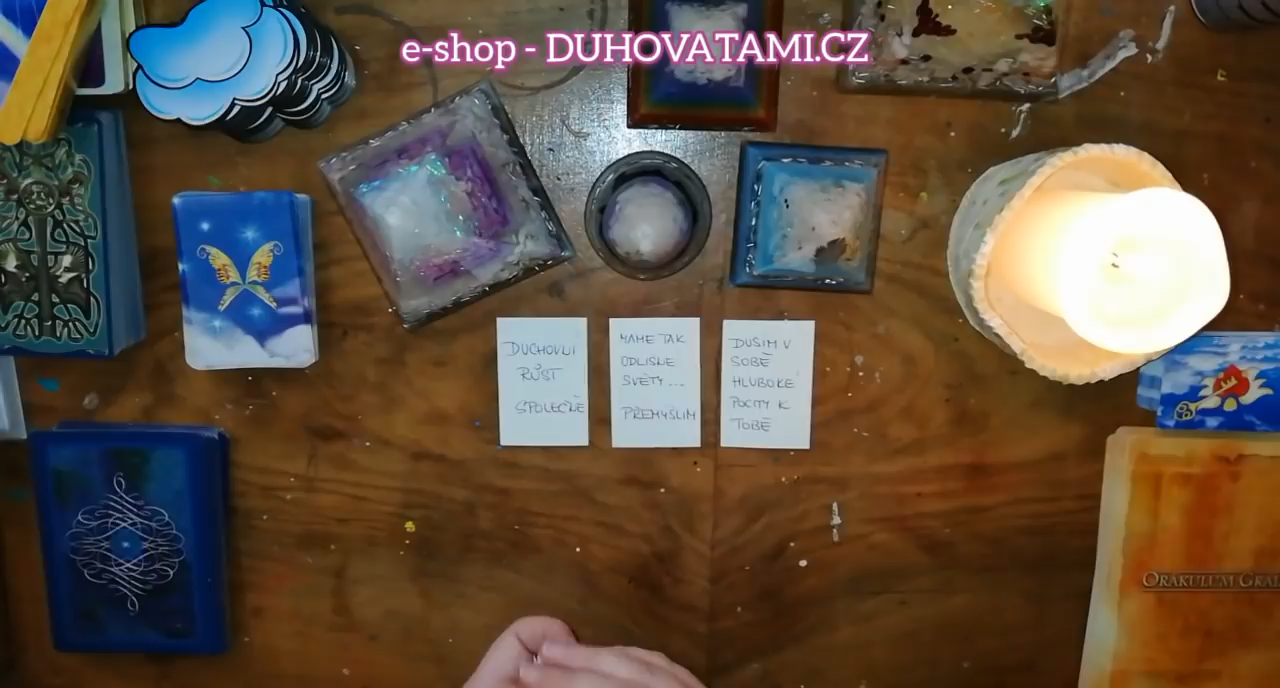 e-shop - DUHOVATAMI.CZ
DUCHOVNÍ
RŮST
SPOLEČNĚ
MÁME TAK
ODLIŠNÉ
SVĚTY...
PŘEMÝŠLÍM
DUSÍM V
SOBĚ
HLUBOKÉ
POCITY K
TOBĚ
ORAKULUM GRA